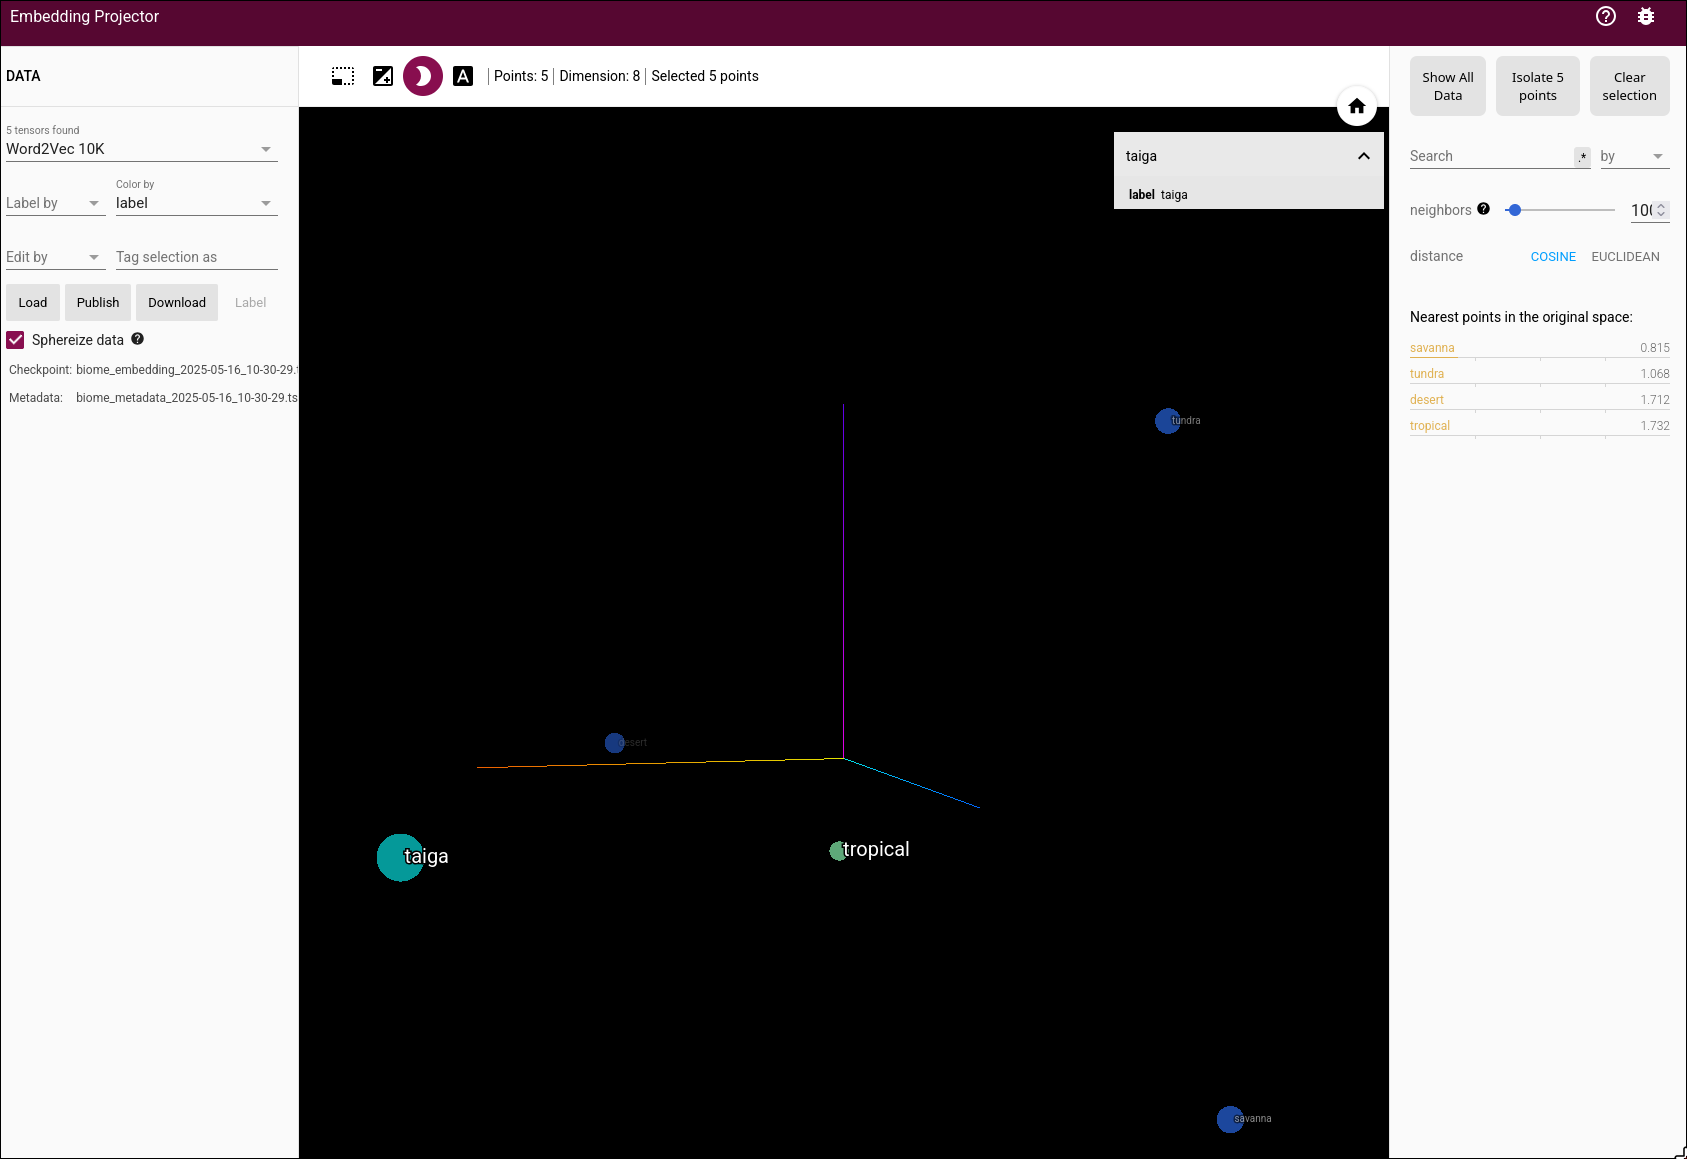 Embedding Projector
DATA
Points: 5 | Dimension: 8 | Selected 5 points
5 tensors found
Word2Vec 10K
Label by
Color by
label
Edit by
Tag selection as
Load
Publish
Download
Label
Sphereize data
Checkpoint: biome_embedding_2025-05-16_10-30-29.
Metadata: biome_metadata_2025-05-16_10-30-29.ts
taiga
label taiga
tundra
desert
taiga
tropical
savanna
Show All
Data
Isolate 5
points
Clear
selection
Search
.*
by
neighbors
100
distance
COSINE
EUCLIDEAN
Nearest points in the original space:
savanna 0.815
tundra 1.068
desert 1.712
tropical 1.732